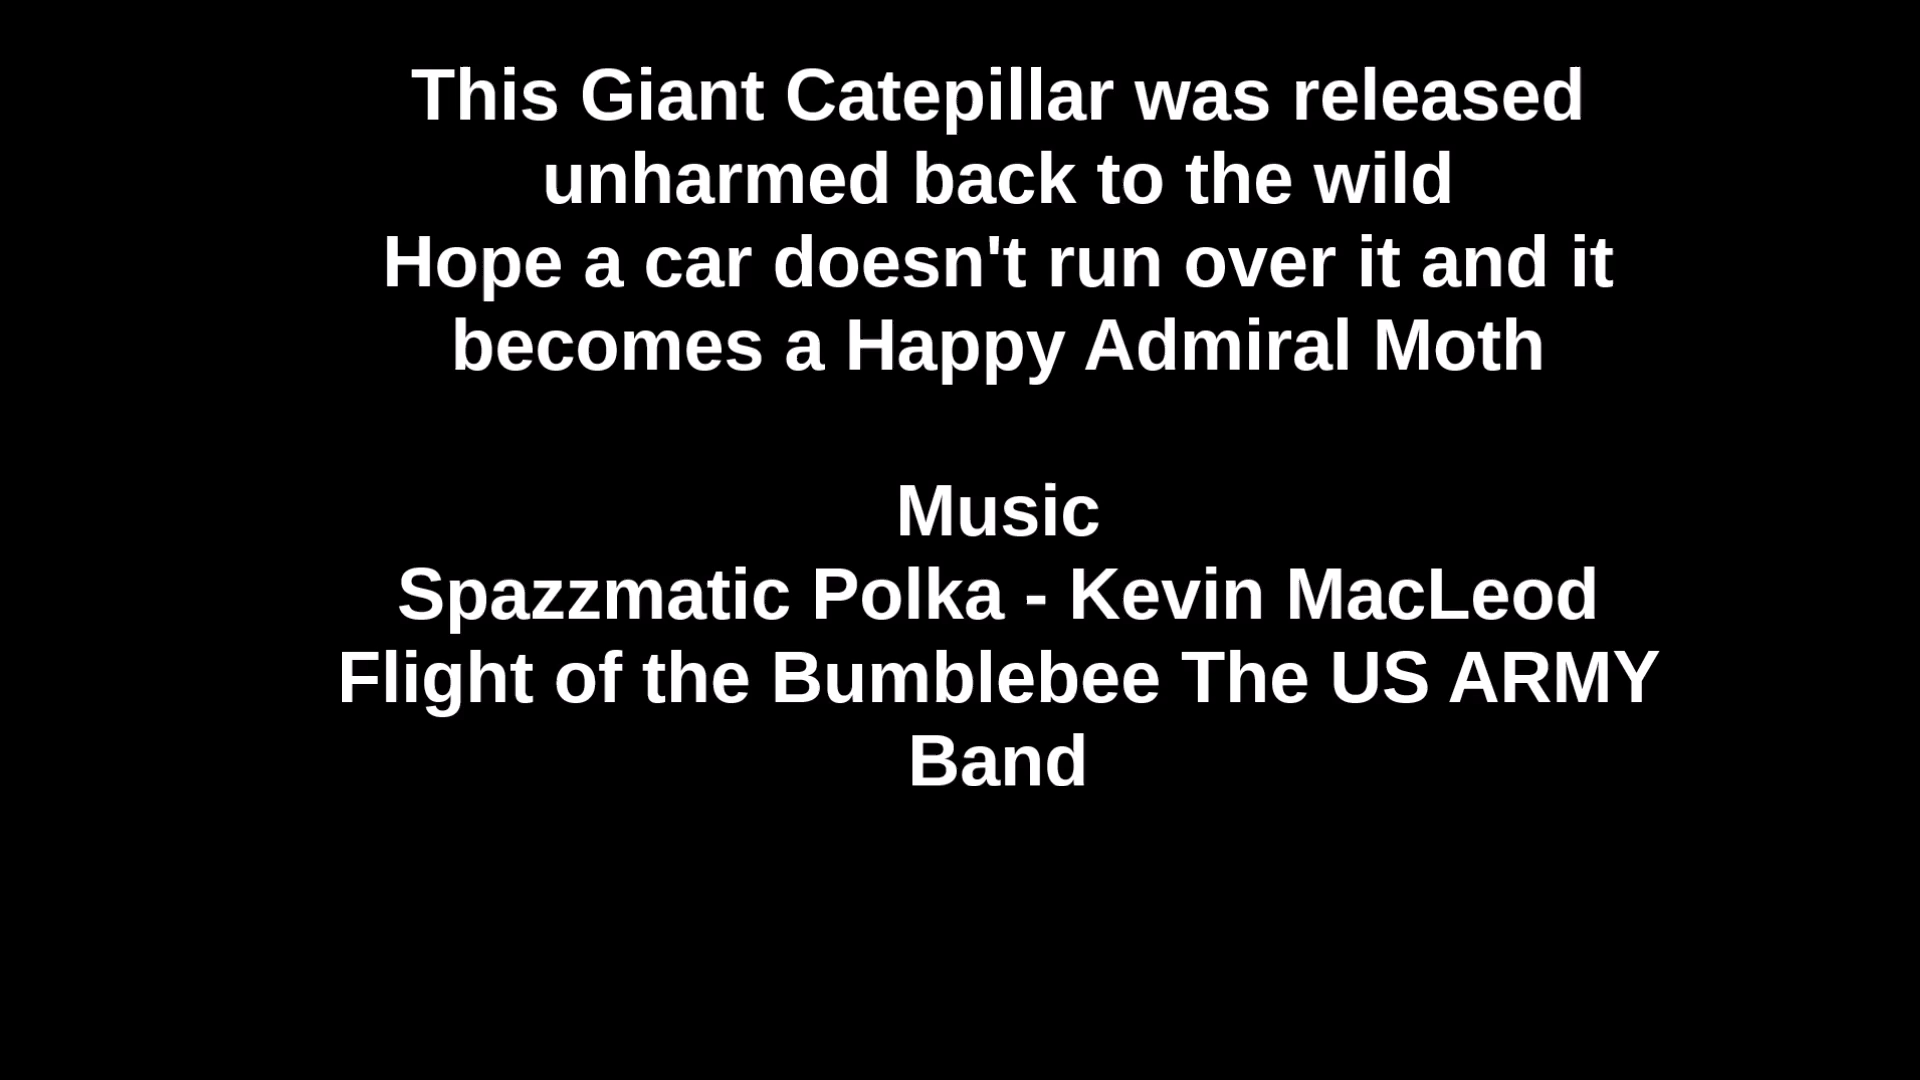 This Giant Catepillar was released
unharmed back to the wild
Hope a car doesn't run over it and it
becomes a Happy Admiral Moth
Music
Spazzmatic Polka - Kevin MacLeod
Flight of the Bumblebee The US ARMY
Band